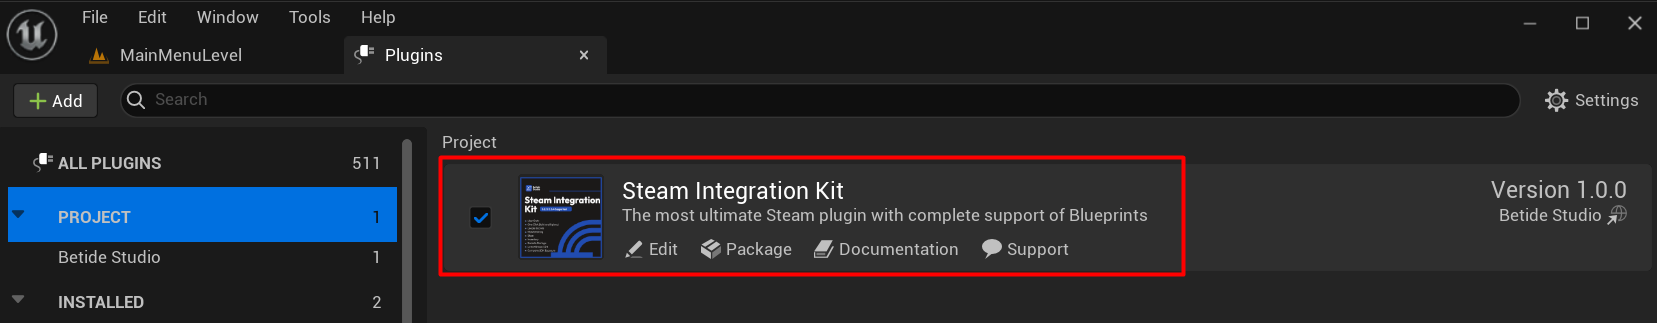 File Edit Window Tools Help
MainMenuLevel
Plugins
Add
Search
Settings
ALL PLUGINS 511
PROJECT 1
Betide Studio 1
INSTALLED 2
Project
Steam Integration Kit
Steam Integration Kit
The most ultimate Steam plugin with complete support of Blueprints
Edit Package Documentation Support
Version 1.0.0
Betide Studio